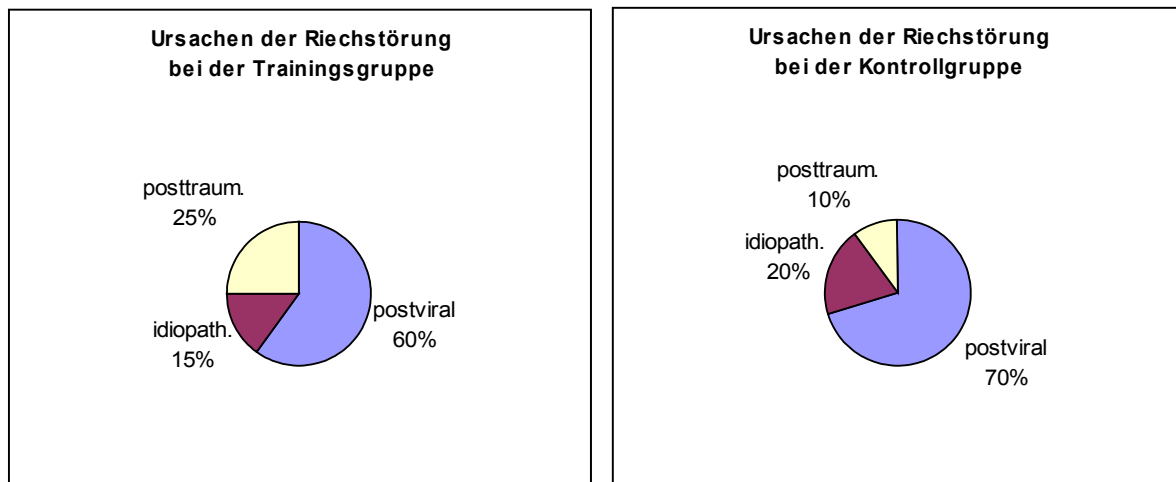 Ursachen der Riechstörung
bei der Trainingsgruppe
posttraum.
25%
idiopath.
15%
postviral
60%
Ursachen der Riechstörung
bei der Kontrollgruppe
posttraum.
10%
idiopath.
20%
postviral
70%